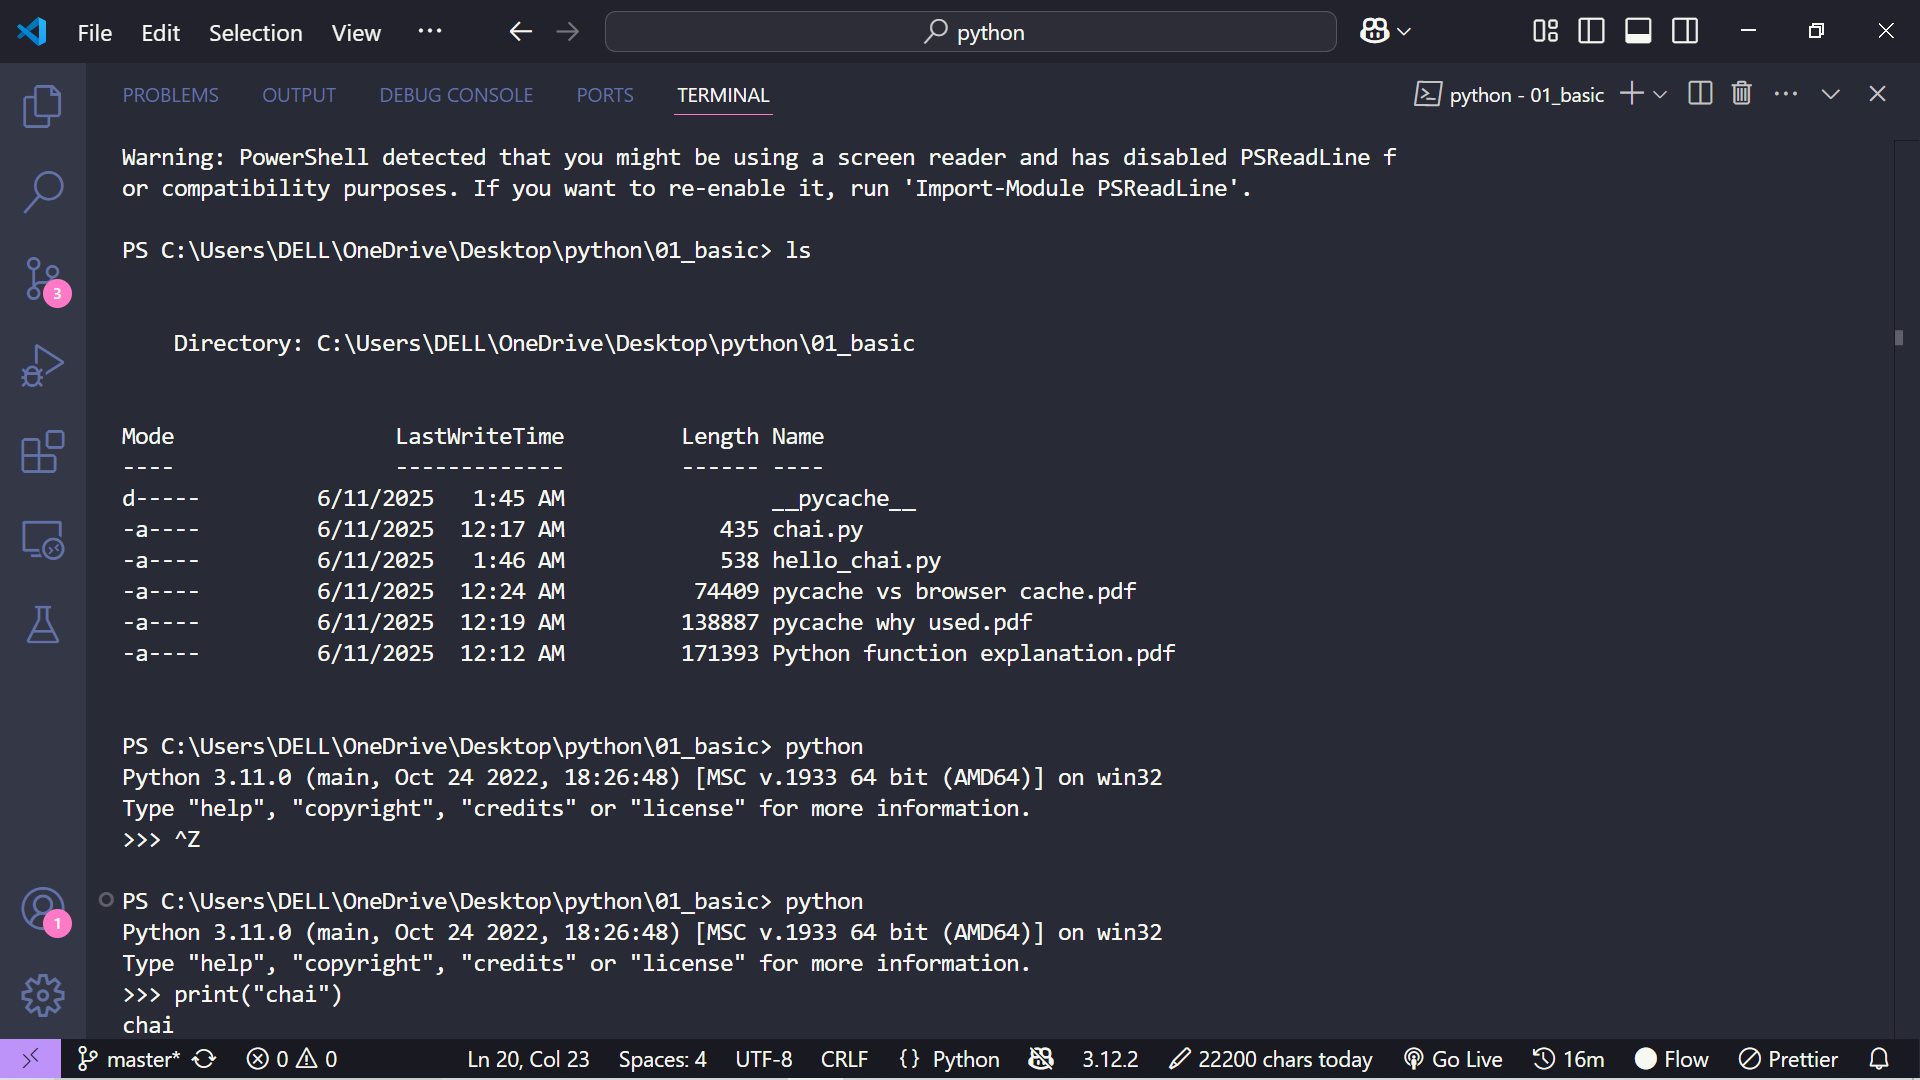 File Edit Selection View ··· python
PROBLEMS OUTPUT DEBUG CONSOLE PORTS TERMINAL python - 01_basic
Warning: PowerShell detected that you might be using a screen reader and has disabled PSReadLine f
or compatibility purposes. If you want to re-enable it, run 'Import-Module PSReadLine'.
PS C:\Users\DELL\OneDrive\Desktop\python\01_basic> ls
Directory: C:\Users\DELL\OneDrive\Desktop\python\01_basic
Mode                 LastWriteTime         Length Name
----                 -------------         ------ ----
d-----         6/11/2025   1:45 AM                __pycache__
-a----         6/11/2025  12:17 AM            435 chai.py
-a----         6/11/2025   1:46 AM            538 hello_chai.py
-a----         6/11/2025  12:24 AM          74409 pycache vs browser cache.pdf
-a----         6/11/2025  12:19 AM         138887 pycache why used.pdf
-a----         6/11/2025  12:12 AM         171393 Python function explanation.pdf
PS C:\Users\DELL\OneDrive\Desktop\python\01_basic> python
Python 3.11.0 (main, Oct 24 2022, 18:26:48) [MSC v.1933 64 bit (AMD64)] on win32
Type "help", "copyright", "credits" or "license" for more information.
>>> ^Z
PS C:\Users\DELL\OneDrive\Desktop\python\01_basic> python
Python 3.11.0 (main, Oct 24 2022, 18:26:48) [MSC v.1933 64 bit (AMD64)] on win32
Type "help", "copyright", "credits" or "license" for more information.
>>> print("chai")
chai
3
1
master* 0 0 Ln 20, Col 23 Spaces: 4 UTF-8 CRLF {} Python 3.12.2 22200 chars today Go Live 16m Flow Prettier